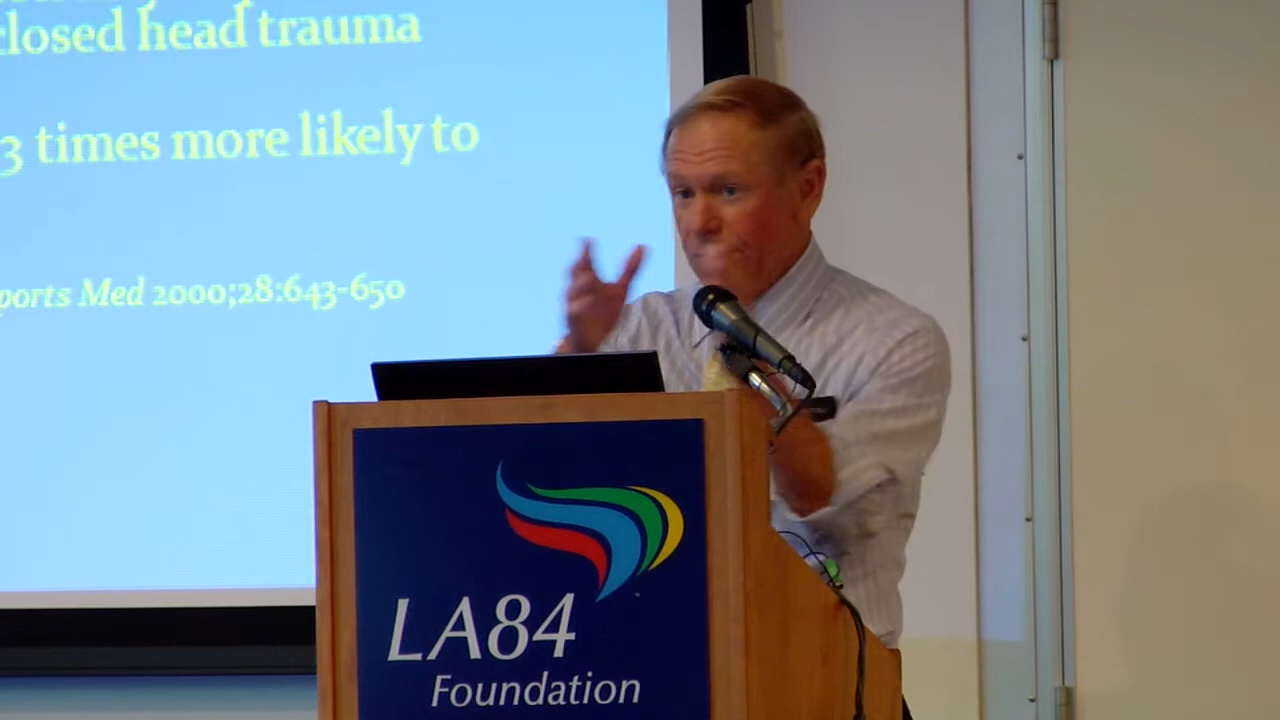 closed head trauma
3 times more likely to
ports Med 2000;28:643-650
LA84
Foundation